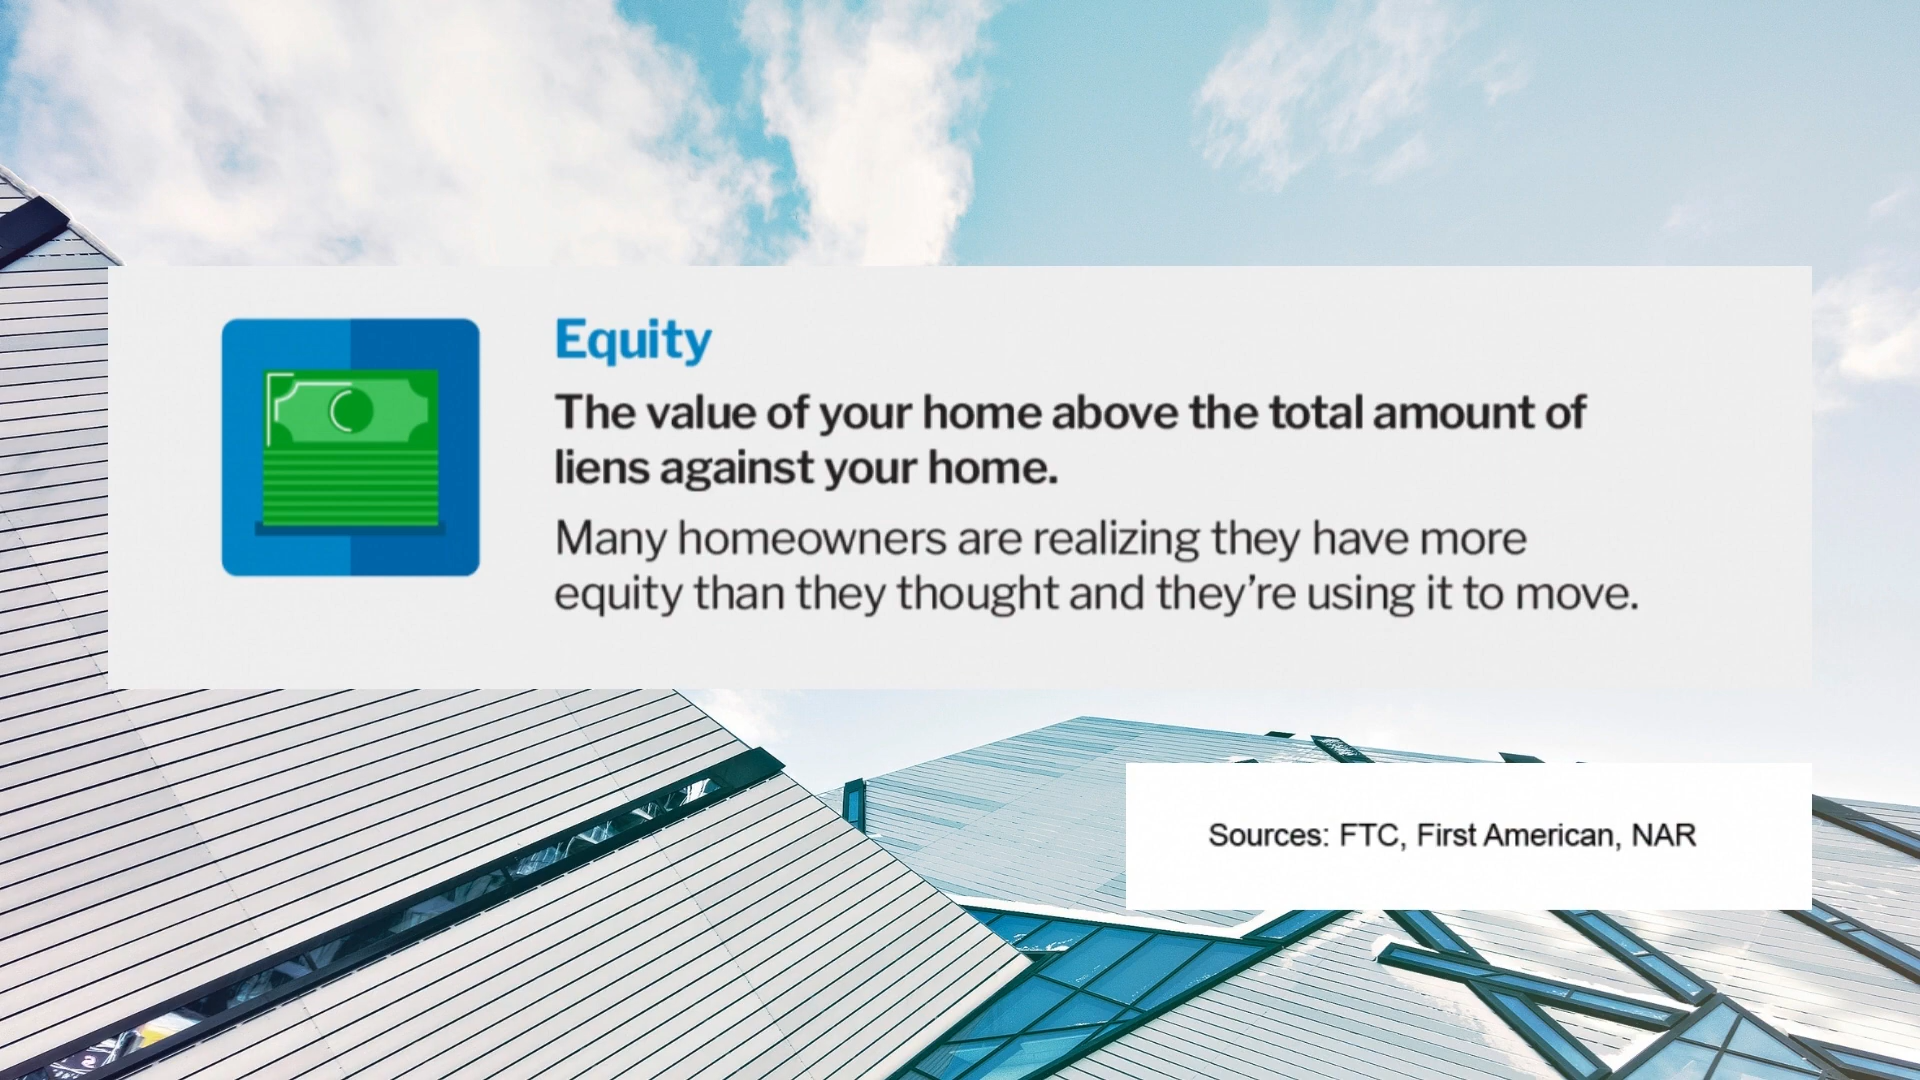 Equity
The value of your home above the total amount of
liens against your home.
Many homeowners are realizing they have more
equity than they thought and they’re using it to move.
Sources: FTC, First American, NAR